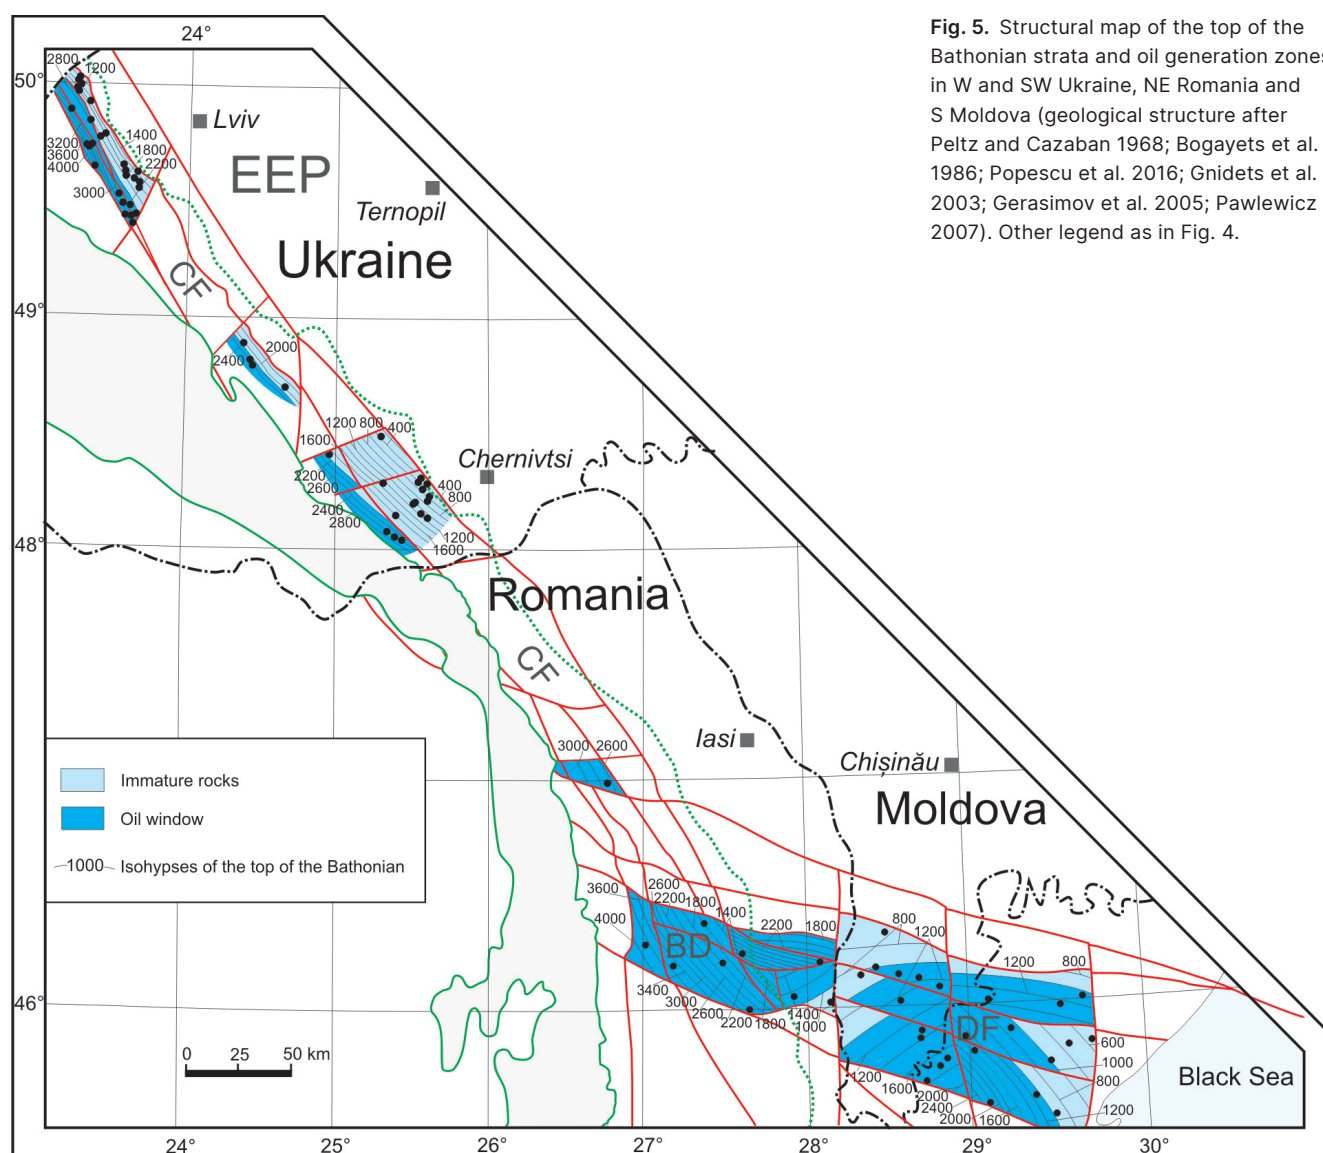 Fig. 5. Structural map of the top of the
Bathonian strata and oil generation zones
in W and SW Ukraine, NE Romania and
S Moldova (geological structure after
Peltz and Cazaban 1968; Bogayets et al.
1986; Popescu et al. 2016; Gnidets et al.
2003; Gerasimov et al. 2005; Pawlewicz
2007). Other legend as in Fig. 4.
24°
50°
2800
1200
Lviv
3200
3600
4000
1400
1800
2200
3000
EEP
Ternopil
Ukraine
CF
49°
2000
2400
1200 800 400
1600
Chernivtsi
2200
2600
400
800
2400
2800
1200
1600
48°
Romania
CF
Iasi
3000 2600
Chișinău
Moldova
Immature rocks
Oil window
1000 Isohypses of the top of the Bathonian
3600
2600
2200
1800
1400
4000
2200
1800
800
1200
BD
1200
800
3400
3000
2600
2200
1800
1400
1000
46°
DF
600
1000
800
1200
1200
1600
2000
2400
2000
1600
0 25 50 km
Black Sea
24° 25° 26° 27° 28° 29° 30°